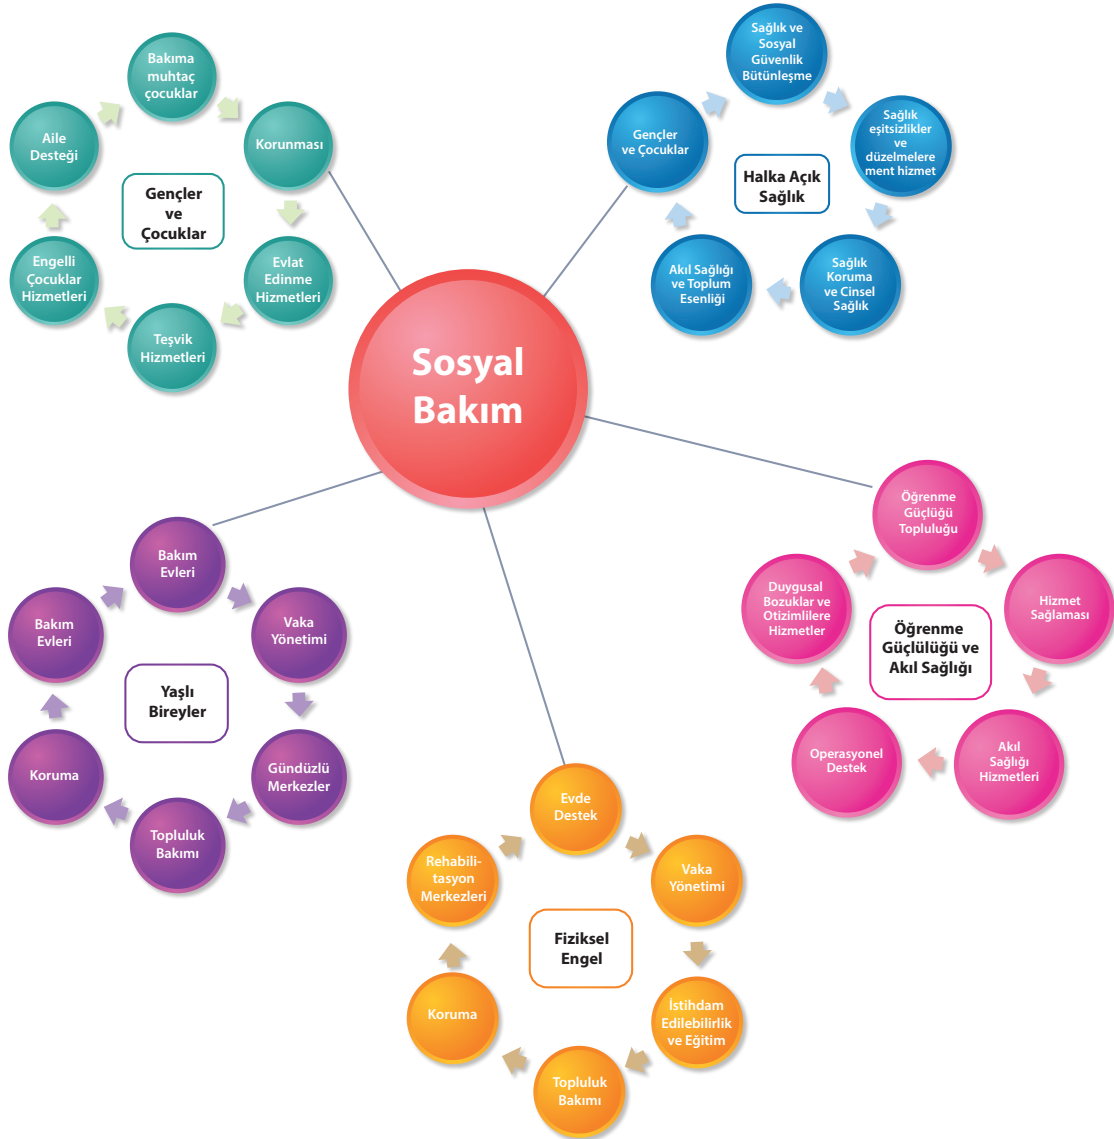 Sosyal
Bakım
Gençler
ve
Çocuklar
Bakıma
muhtaç
çocuklar
Korunması
Evlat
Edinme
Hizmetleri
Teşvik
Hizmetleri
Engelli
Çocuklar
Hizmetleri
Aile
Desteği
Halka Açık
Sağlık
Sağlık ve
Sosyal
Güvenlik
Bütünleşme
Sağlık
eşitsizlikler
ve
düzelmelere
ment hizmet
Sağlık
Koruma
ve Cinsel
Sağlık
Akıl Sağlığı
ve Toplum
Esenliği
Gençler
ve Çocuklar
Öğrenme
Güçlülüğü ve
Akıl Sağlığı
Öğrenme
Güçlüğü
Topluluğu
Hizmet
Sağlaması
Akıl
Sağlığı
Hizmetleri
Operasyonel
Destek
Duygusal
Bozuklar ve
Otizimlilere
Hizmetler
Yaşlı
Bireyler
Bakım
Evleri
Vaka
Yönetimi
Gündüzlü
Merkezler
Topluluk
Bakımı
Koruma
Bakım
Evleri
Fiziksel
Engel
Evde
Destek
Vaka
Yönetimi
İstihdam
Edilebilirlik
ve Eğitim
Topluluk
Bakımı
Koruma
Rehabili-
tasyon
Merkezleri